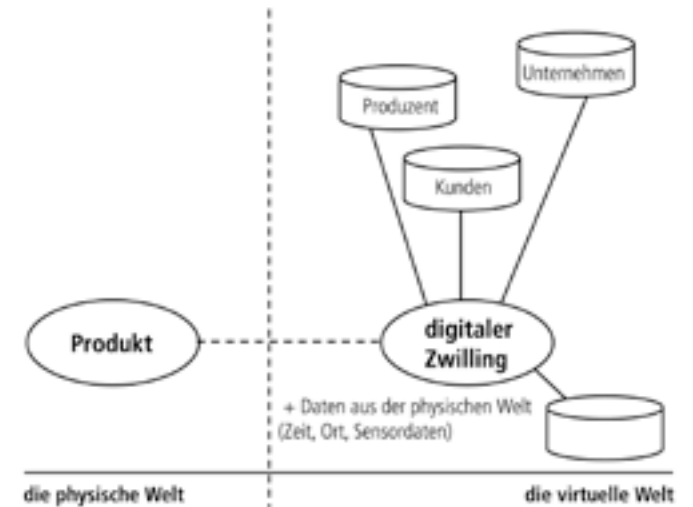 Unternehmen
Produzent
Kunden
Produkt
digitaler
Zwilling
+ Daten aus der physischen Welt
(Zeit, Ort, Sensordaten)
die physische Welt
die virtuelle Welt